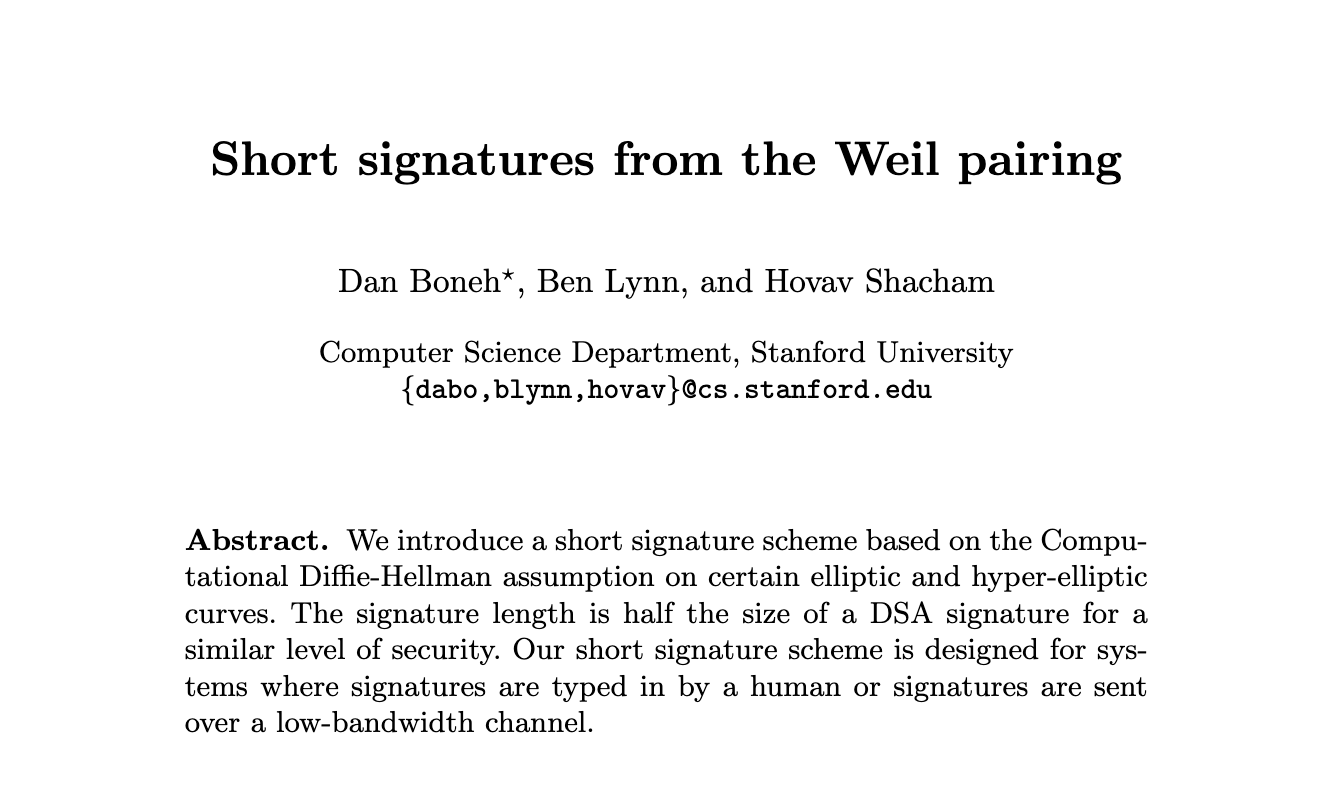 Short signatures from the Weil pairing
Dan Boneh⋆, Ben Lynn, and Hovav Shacham
Computer Science Department, Stanford University
{dabo,blynn,hovav}@cs.stanford.edu
Abstract. We introduce a short signature scheme based on the Compu-
tational Diffie-Hellman assumption on certain elliptic and hyper-elliptic
curves. The signature length is half the size of a DSA signature for a
similar level of security. Our short signature scheme is designed for sys-
tems where signatures are typed in by a human or signatures are sent
over a low-bandwidth channel.